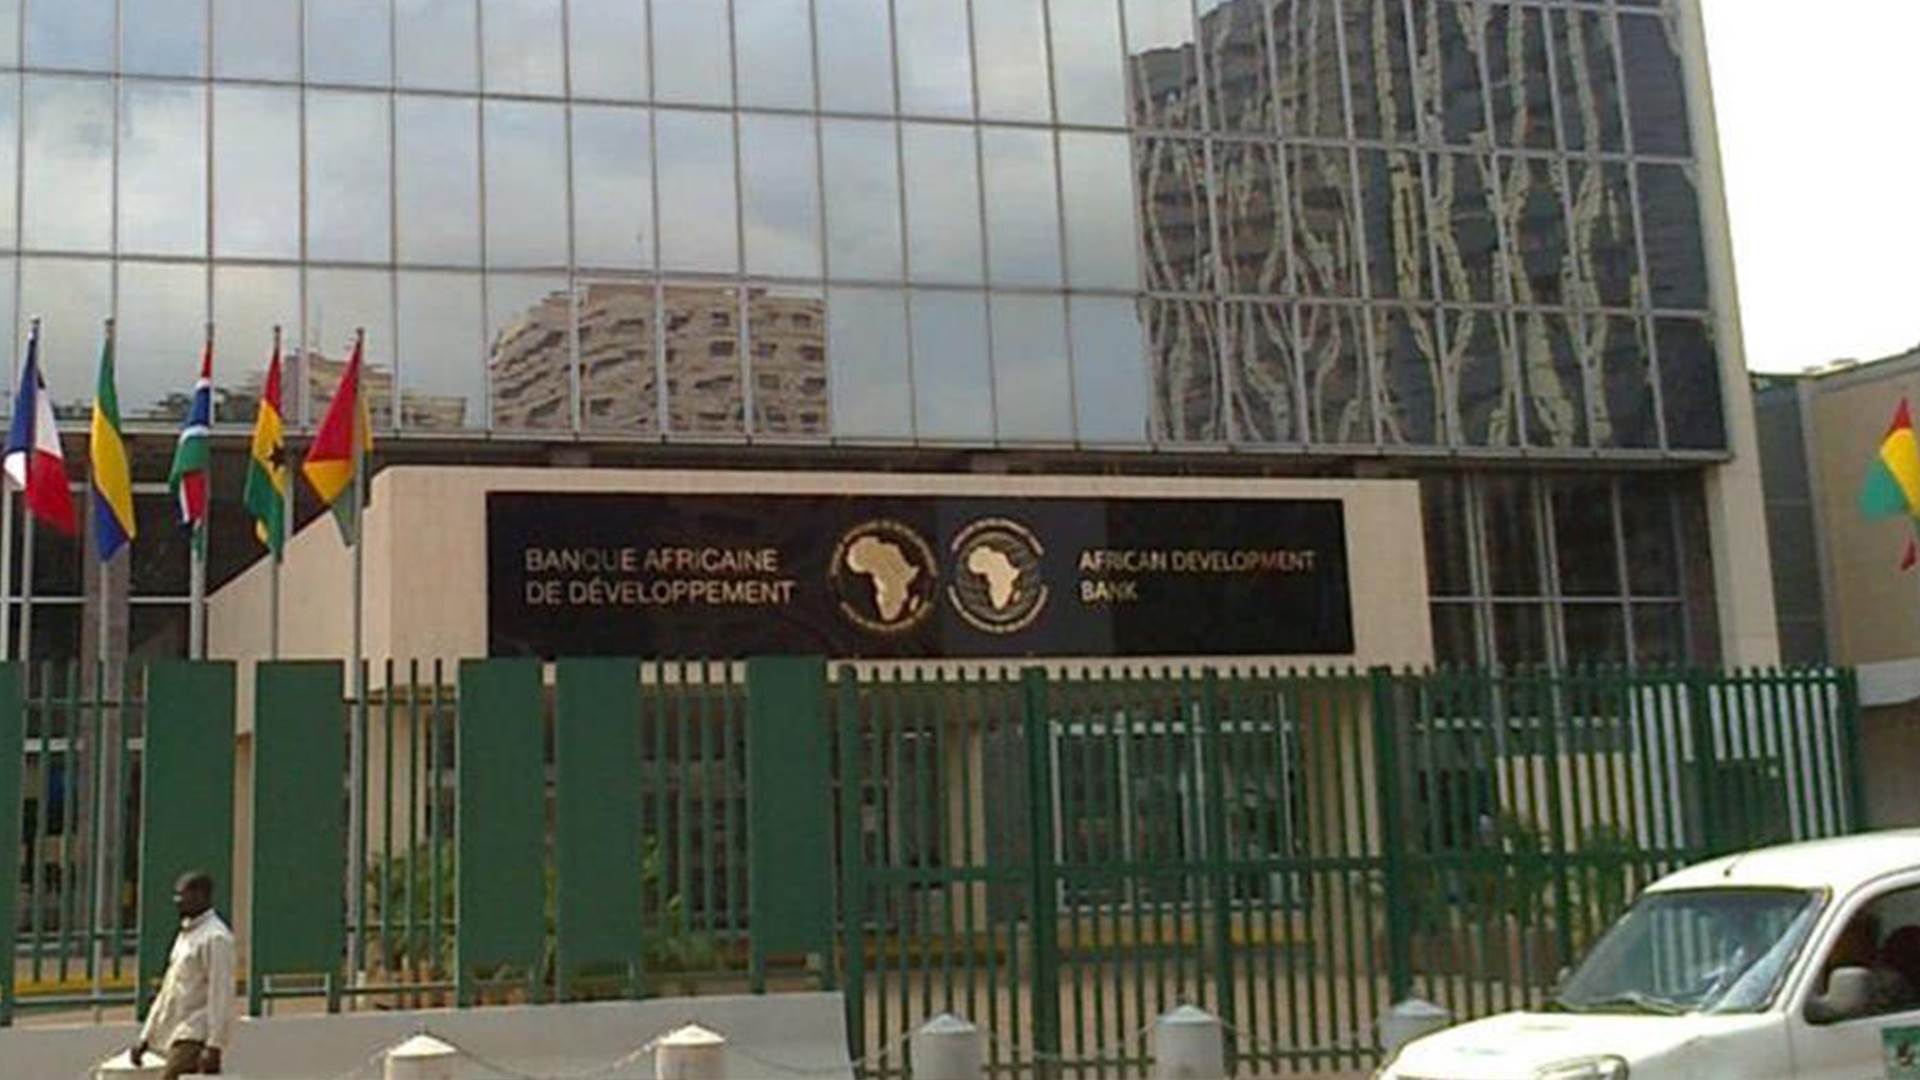 BANQUE AFRICAINE
DE DÉVELOPPEMENT
AFRICAN DEVELOPMENT
BANK